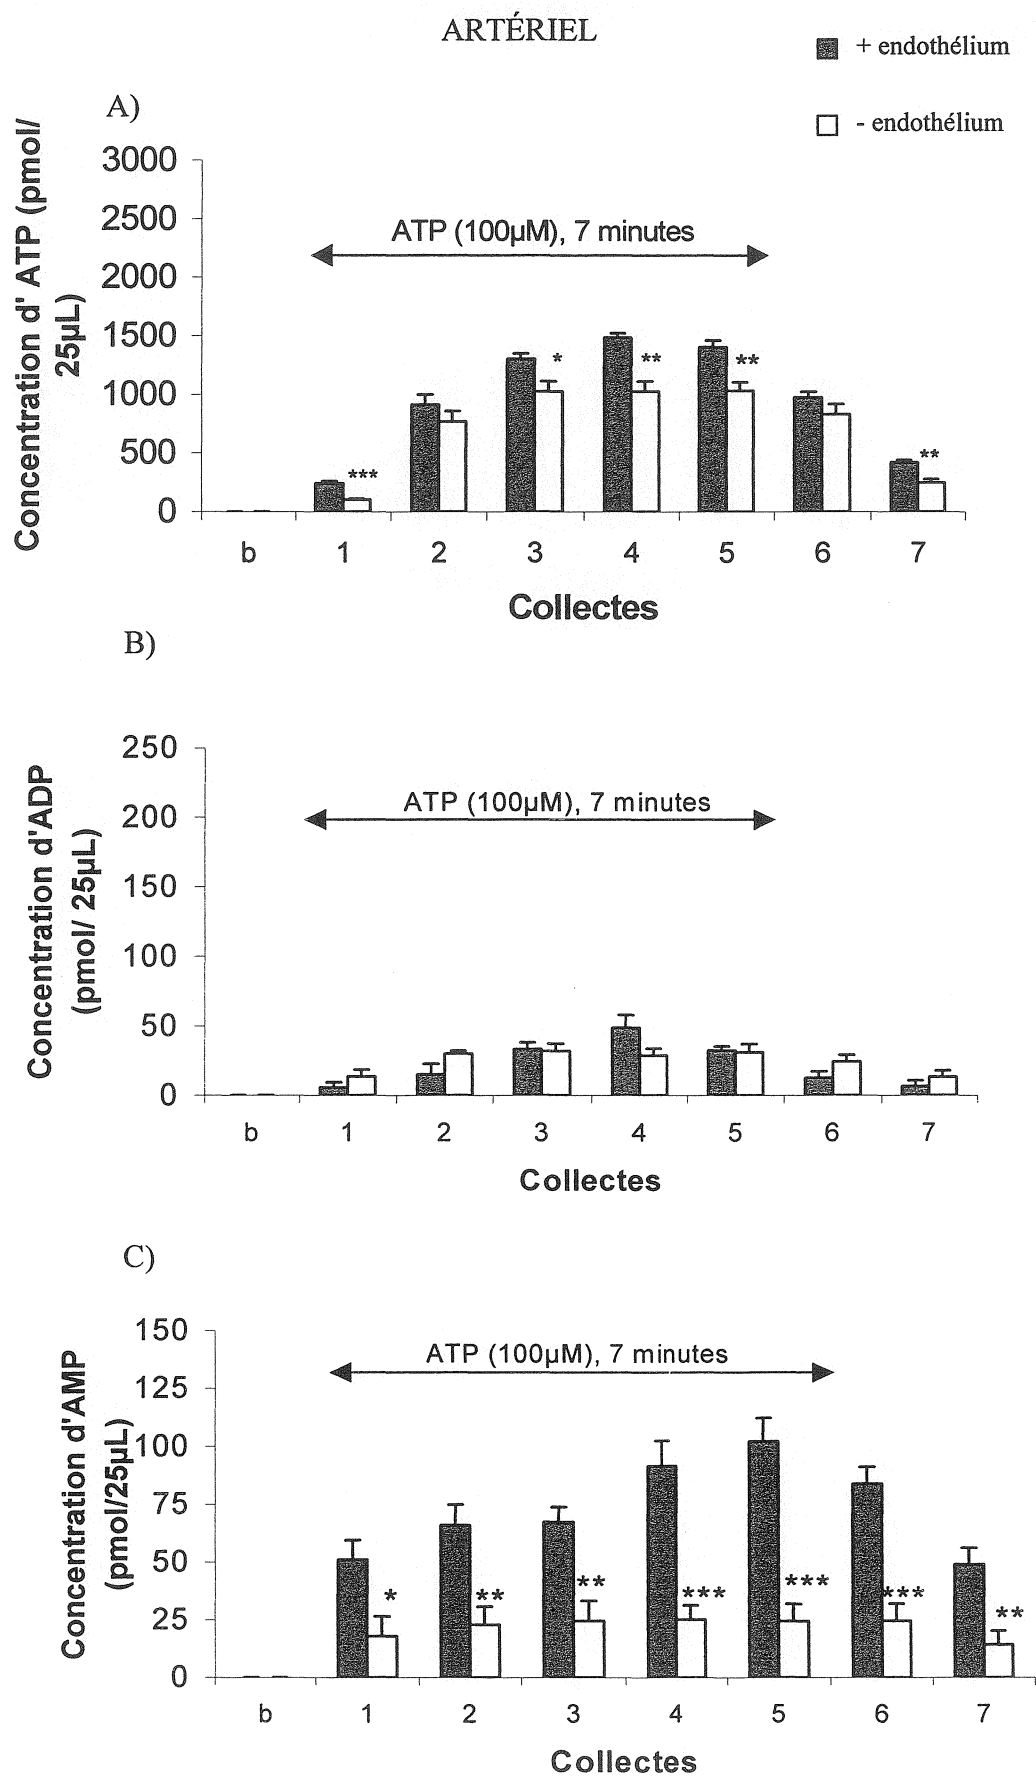 ARTÉRIEL
+ endothélium
- endothélium
A)
Concentration d' ATP (pmol/
25µL)
3000
2500
2000
1500
1000
500
0
ATP (100µM), 7 minutes
***
*
**
**
**
b 1 2 3 4 5 6 7
Collectes
B)
Concentration d'ADP
(pmol/ 25µL)
250
200
150
100
50
0
ATP (100µM), 7 minutes
b 1 2 3 4 5 6 7
Collectes
C)
Concentration d'AMP
(pmol/25µL)
150
125
100
75
50
25
0
ATP (100µM), 7 minutes
*
**
**
***
***
***
**
b 1 2 3 4 5 6 7
Collectes